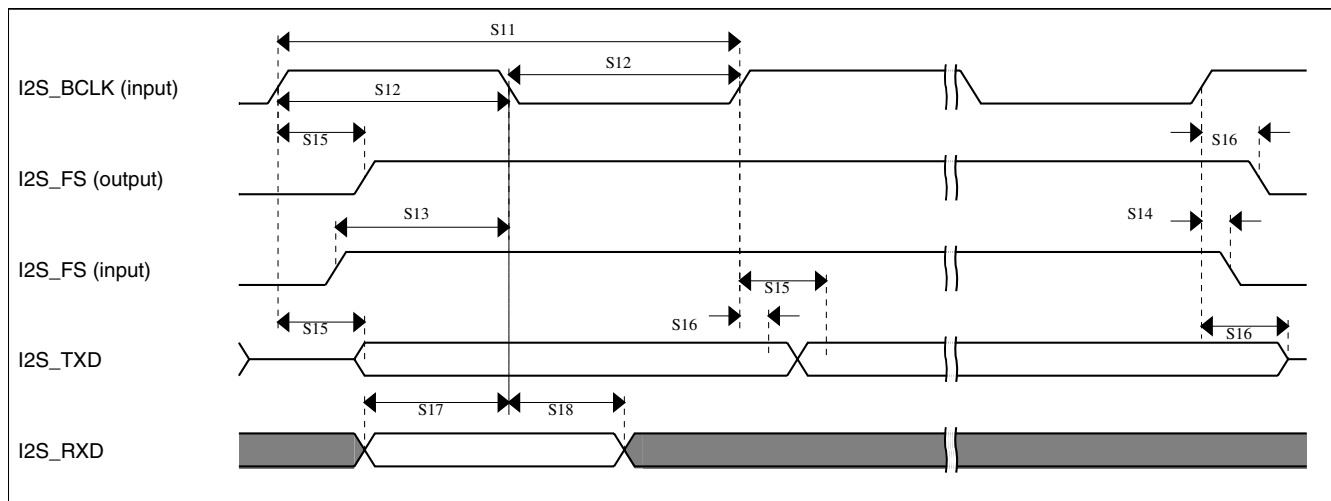 S11
S12
I2S_BCLK (input)
S12
S15
S16
I2S_FS (output)
S13
S14
I2S_FS (input)
S15
S16
S15
S16
I2S_TXD
S17
S18
I2S_RXD